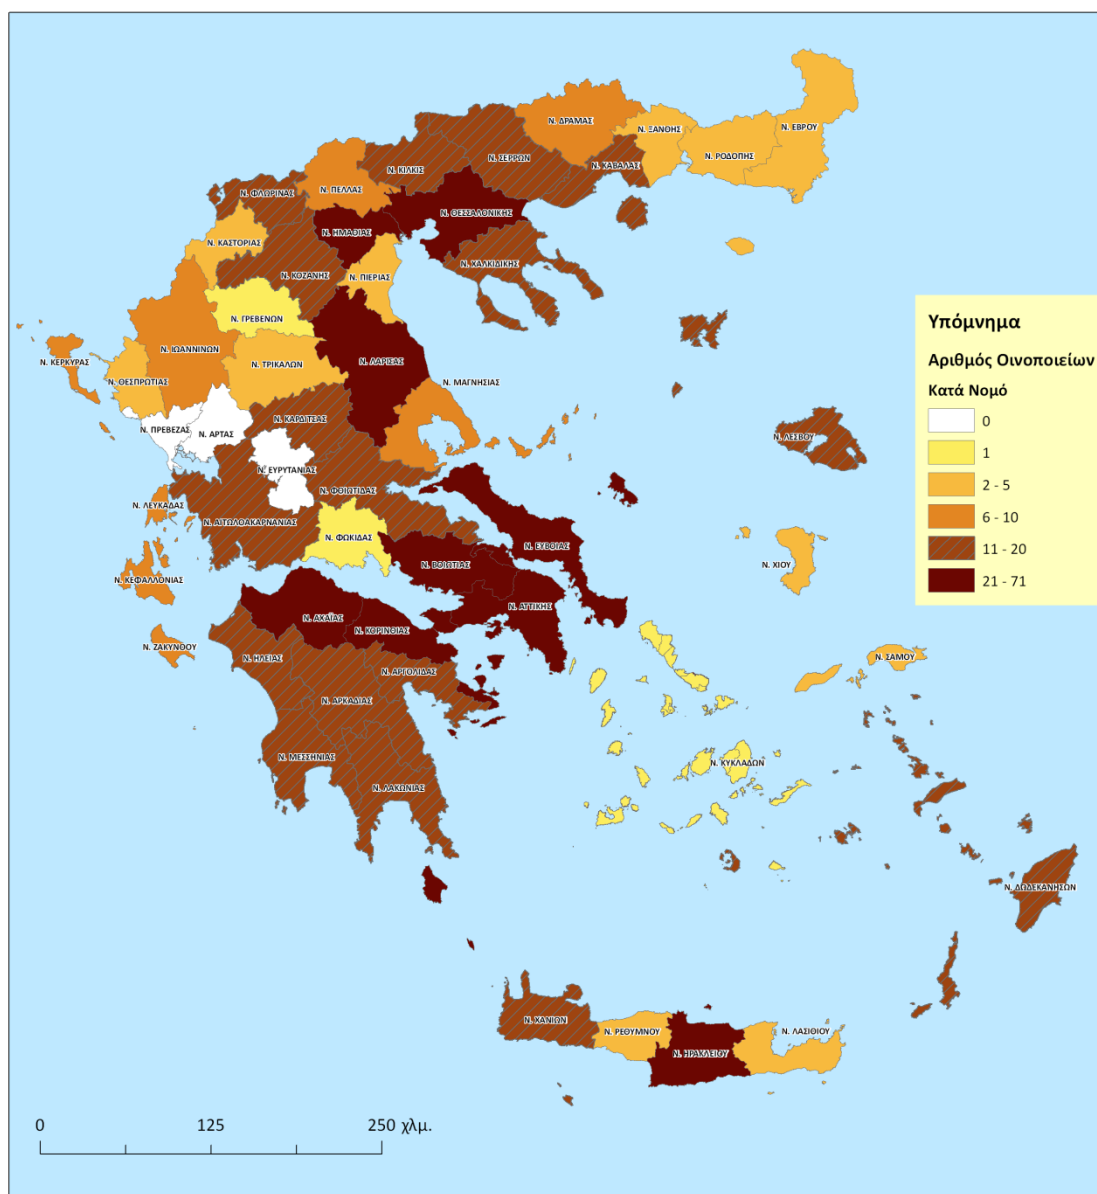 Ν. ΔΡΑΜΑΣ
Ν. ΞΑΝΘΗΣ
Ν. ΕΒΡΟΥ
Ν. ΡΟΔΟΠΗΣ
Ν. ΣΕΡΡΩΝ
Ν. ΚΑΒΑΛΑΣ
Ν. ΚΙΛΚΙΣ
Ν. ΠΕΛΛΑΣ
Ν. ΦΛΩΡΙΝΑΣ
Ν. ΘΕΣΣΑΛΟΝΙΚΗΣ
Ν. ΗΜΑΘΙΑΣ
Ν. ΚΑΣΤΟΡΙΑΣ
Ν. ΧΑΛΚΙΔΙΚΗΣ
Ν. ΚΟΖΑΝΗΣ
Ν. ΠΙΕΡΙΑΣ
Ν. ΓΡΕΒΕΝΩΝ
Ν. ΙΩΑΝΝΙΝΩΝ
Ν. ΚΕΡΚΥΡΑΣ
Ν. ΛΑΡΙΣΑΣ
Ν. ΤΡΙΚΑΛΩΝ
Ν. ΘΕΣΠΡΩΤΙΑΣ
Ν. ΜΑΓΝΗΣΙΑΣ
Ν. ΚΑΡΔΙΤΣΑΣ
Ν. ΠΡΕΒΕΖΑΣ
Ν. ΑΡΤΑΣ
Ν. ΛΕΣΒΟΥ
Ν. ΕΥΡΥΤΑΝΙΑΣ
Ν. ΦΘΙΩΤΙΔΑΣ
Ν. ΛΕΥΚΑΔΑΣ
Ν. ΑΙΤΩΛΟΑΚΑΡΝΑΝΙΑΣ
Ν. ΦΩΚΙΔΑΣ
Ν. ΕΥΒΟΙΑΣ
Ν. ΒΟΙΩΤΙΑΣ
Ν. ΧΙΟΥ
Ν. ΚΕΦΑΛΛΟΝΙΑΣ
Ν. ΑΤΤΙΚΗΣ
Ν. ΑΧΑΪΑΣ
Ν. ΚΟΡΙΝΘΙΑΣ
Ν. ΖΑΚΥΝΘΟΥ
Ν. ΗΛΕΙΑΣ
Ν. ΣΑΜΟΥ
Ν. ΑΡΓΟΛΙΔΑΣ
Ν. ΑΡΚΑΔΙΑΣ
Ν. ΜΕΣΣΗΝΙΑΣ
Ν. ΚΥΚΛΑΔΩΝ
Ν. ΛΑΚΩΝΙΑΣ
Ν. ΔΩΔΕΚΑΝΗΣΩΝ
Ν. ΧΑΝΙΩΝ
Ν. ΡΕΘΥΜΝΟΥ
Ν. ΛΑΣΙΘΙΟΥ
Ν. ΗΡΑΚΛΕΙΟΥ
Υπόμνημα
Αριθμός Οινοποιείων
Κατά Νομό
0
1
2 - 5
6 - 10
11 - 20
21 - 71
0 125 250 χλμ.